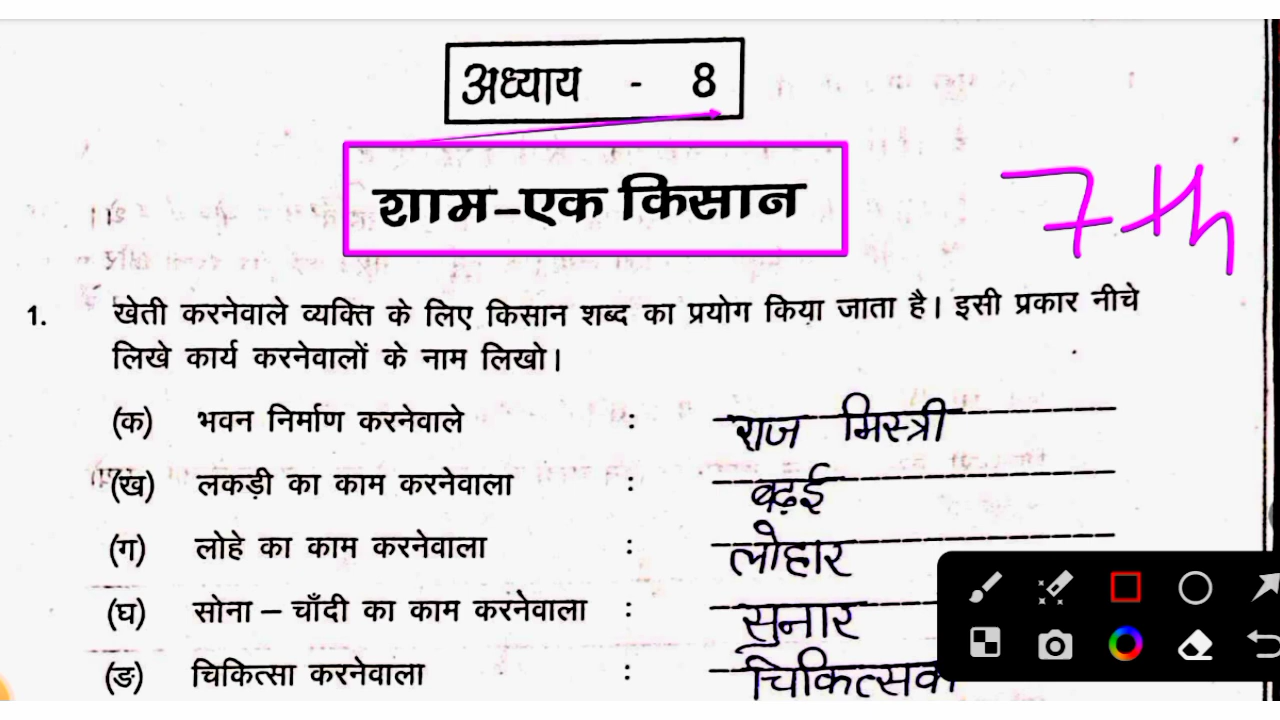 अध्याय - 8
शाम-एक किसान
7th
1. खेती करनेवाले व्यक्ति के लिए किसान शब्द का प्रयोग किया जाता है। इसी प्रकार नीचे
लिखे कार्य करनेवालों के नाम लिखो।
(क) भवन निर्माण करनेवाले : राज मिस्त्री
(ख) लकड़ी का काम करनेवाला : बढ़ई
(ग) लोहे का काम करनेवाला : लोहार
(घ) सोना – चाँदी का काम करनेवाला : सुनार
(ङ) चिकित्सा करनेवाला : चिकित्सक